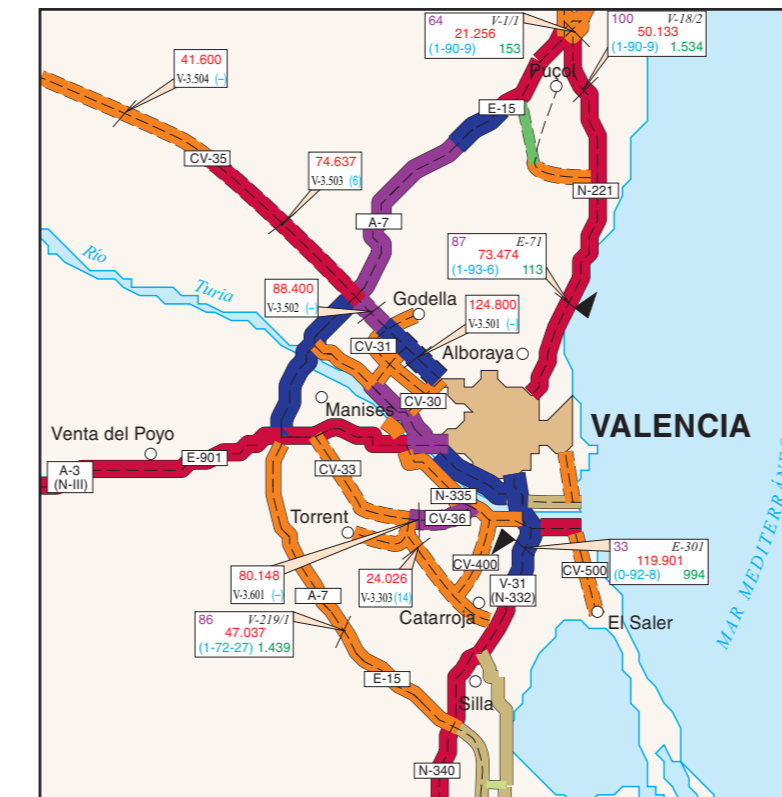 64 V-1/1
21.256
(1-90-9) 153
100 V-18/2
50.133
(1-90-9) 1.534
41.600
V-3.504 (–)
Puçol
E-15
CV-35
74.637
V-3.503 (6)
N-221
A-7
87 E-71
73.474
(1-93-6) 113
Río
Turia
88.400
V-3.502 (–)
Godella
124.800
V-3.501 (–)
CV-31
Alboraya
CV-30
Manises
VALENCIA
Venta del Poyo
E-901
A-3
(N-III)
CV-33
N-335
Torrent
CV-36
33 E-301
119.901
(0-92-8) 994
CV-400
CV-500
80.148
V-3.601 (–)
24.026
V-3.303 (14)
V-31
(N-332)
A-7
86 V-219/1
47.037
(1-72-27) 1.439
Catarroja
El Saler
E-15
Silla
N-340
MAR MEDITERRÁNEO